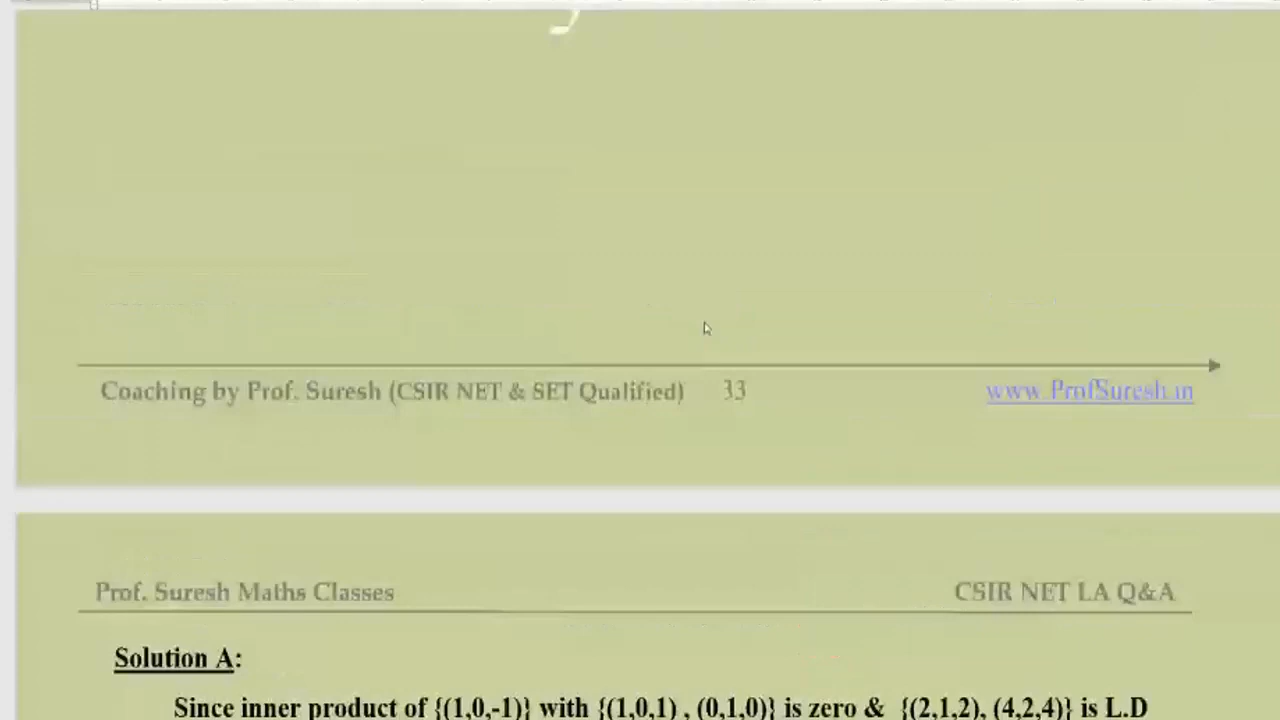 Coaching by Prof. Suresh (CSIR NET & SET Qualified) 33 www.ProfSuresh.in
Prof. Suresh Maths Classes CSIR NET LA Q&A
Solution A:
Since inner product of {(1,0,-1)} with {(1,0,1) , (0,1,0)} is zero & {(2,1,2), (4,2,4)} is L.D